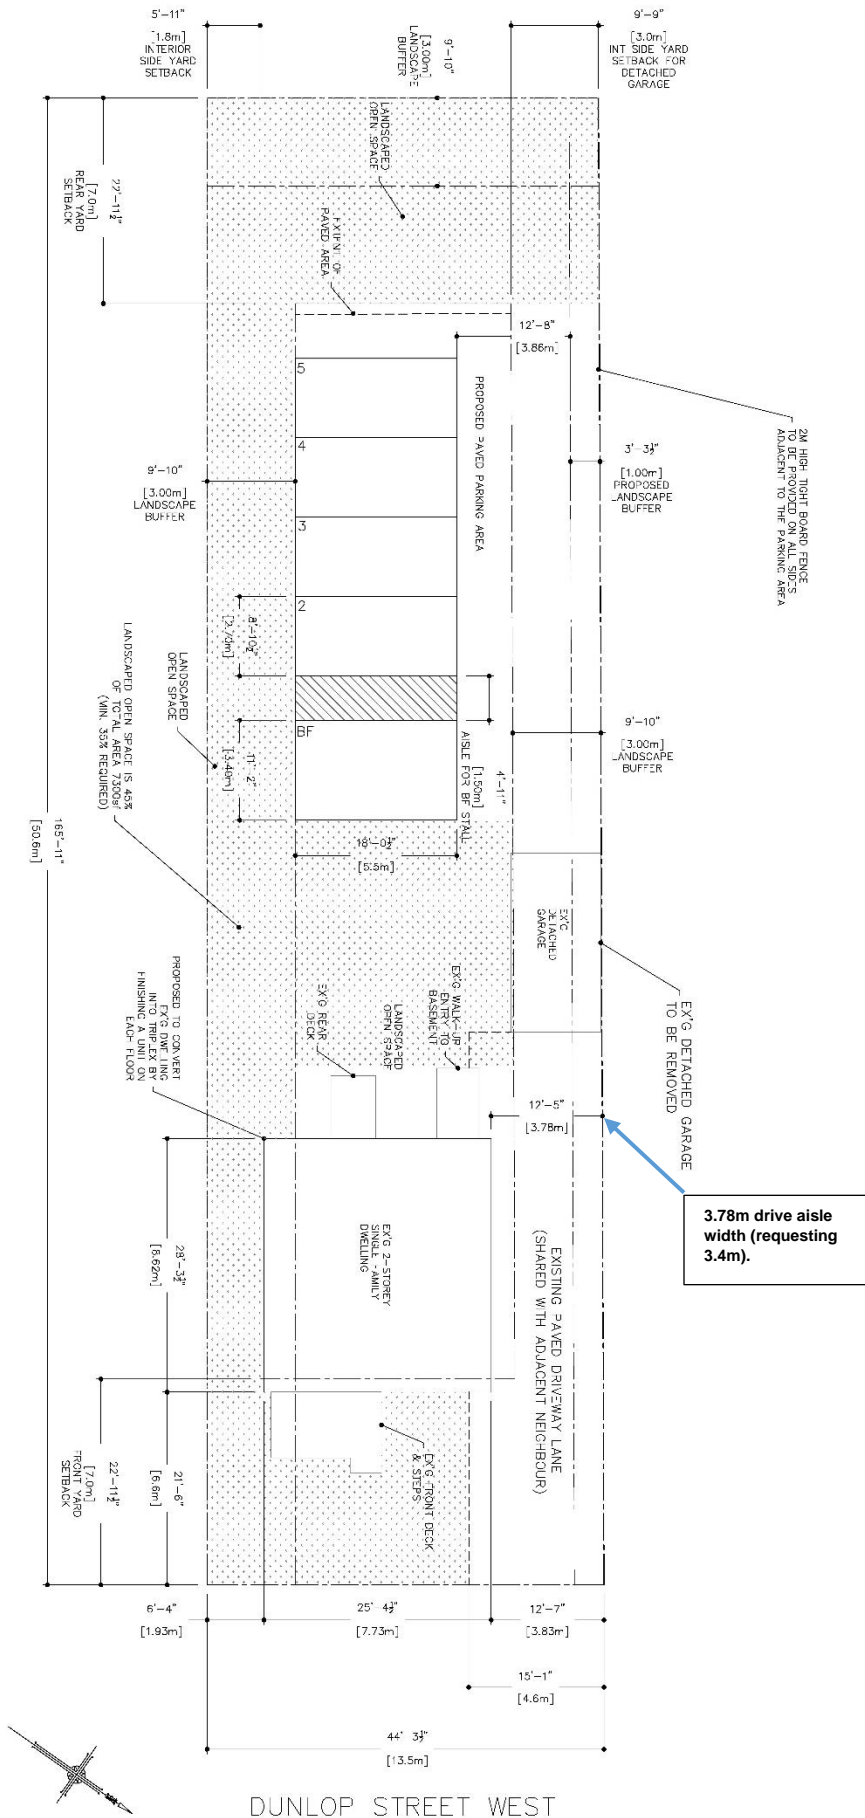 5'-11"
[1.8m]
INTERIOR
SIDE YARD
SETBACK
9'-10"
[3.00m]
LANDSCAPE
BUFFER
9'-9"
[3.0m]
INT SIDE YARD
SETBACK FOR
DETACHED
GARAGE
LANDSCAPED
OPEN SPACE
22'-11½"
[7.0m]
REAR YARD
SETBACK
EXTENT OF
PAVED AREA
12'-8"
[3.86m]
5
4
3
2
BF
PROPOSED PAVED PARKING AREA
2M HIGH TIGHT BOARD FENCE
TO BE PROVIDED ON ALL SIDES
ADJACENT TO THE PARKING AREA
3'-3½"
[1.00m]
PROPOSED
LANDSCAPE
BUFFER
9'-10"
[3.00m]
LANDSCAPE
BUFFER
8'-10½"
[2.70m]
LANDSCAPED
OPEN SPACE
LANDSCAPED OPEN SPACE IS 45%
OF TOTAL AREA 7300sf
(MIN. 35% REQUIRED)
11'-2"
[3.40m]
4'-11"
[1.50m]
AISLE FOR BF STALL
9'-10"
[3.00m]
LANDSCAPE
BUFFER
18'-0½"
[5.5m]
165'-11"
[50.6m]
EX'G
DETACHED
GARAGE
EX'G DETACHED GARAGE
TO BE REMOVED
PROPOSED TO CONVERT
EX'G DWELLING
INTO TRIPLEX BY
FINISHING A UNIT ON
EACH FLOOR
EX'G REAR
DECK
LANDSCAPED
OPEN SPACE
EX'G WALK-UP
ENTRY TO
BASEMENT
12'-5"
[3.78m]
3.78m drive aisle
width (requesting
3.4m).
28'-3½"
[8.62m]
EX'G 2-STOREY
SINGLE FAMILY
DWELLING
EXISTING PAVED DRIVEWAY LANE
(SHARED WITH ADJACENT NEIGHBOUR)
22'-11½"
[7.0m]
FRONT YARD
SETBACK
21'-6"
[6.6m]
EX'G FRONT DECK
& STEPS
6'-4"
[1.93m]
25' 4½"
[7.73m]
12'-7"
[3.83m]
15'-1"
[4.6m]
44' 3½"
[13.5m]
DUNLOP STREET WEST